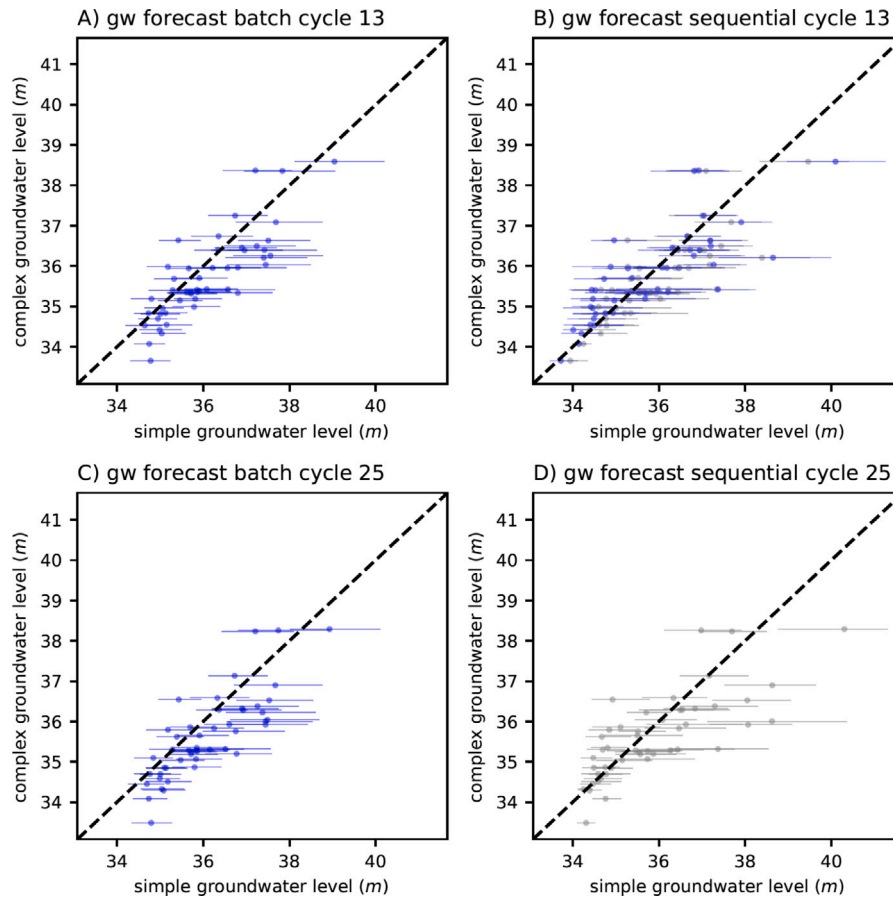 A) gw forecast batch cycle 13
complex groundwater level (m)
41
40
39
38
37
36
35
34
34 36 38 40
simple groundwater level (m)
B) gw forecast sequential cycle 13
complex groundwater level (m)
41
40
39
38
37
36
35
34
34 36 38 40
simple groundwater level (m)
C) gw forecast batch cycle 25
complex groundwater level (m)
41
40
39
38
37
36
35
34
34 36 38 40
simple groundwater level (m)
D) gw forecast sequential cycle 25
complex groundwater level (m)
41
40
39
38
37
36
35
34
34 36 38 40
simple groundwater level (m)